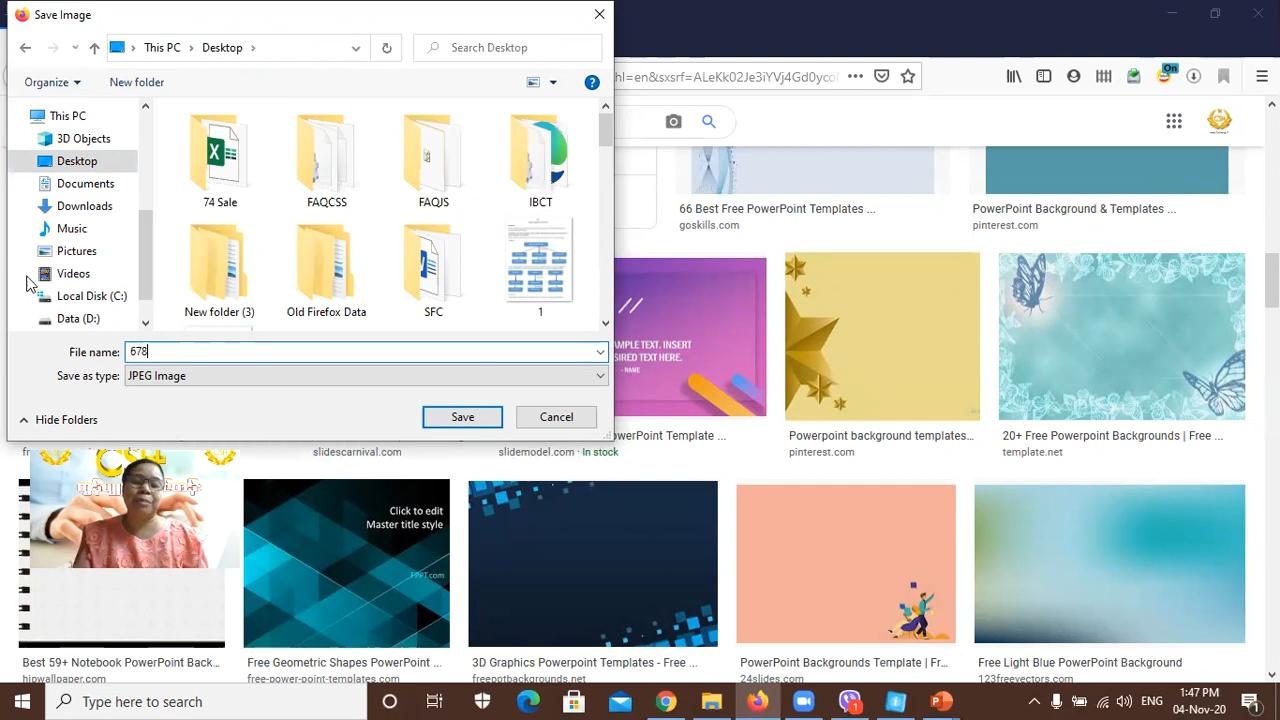 Save Image
This PC
Desktop
Search Desktop
Organize
New folder
This PC
3D Objects
Desktop
Documents
Downloads
Music
Pictures
Videos
Local Disk (C:)
Data (D:)
74 Sale
FAQCSS
FAQJS
IBCT
New folder (3)
Old Firefox Data
SFC
1
File name:
678
Save as type:
JPEG Image
Hide Folders
Save
Cancel
hl=en&sxsrf=ALeKk02Je3iYVj4Gd0yco
On
66 Best Free PowerPoint Templates ...
goskills.com
PowerPoint Background & Templates ...
pinterest.com
AMPLE TEXT. INSERT
SIRED TEXT HERE.
- NAME
owerPoint Template ...
slidemodel.com · In stock
slidescarnival.com
Powerpoint background templates...
pinterest.com
20+ Free Powerpoint Backgrounds | Free ...
template.net
Click to edit
Master title style
PPPT.com
Best 59+ Notebook PowerPoint Back...
hipwallpaper.com
Free Geometric Shapes PowerPoint ...
free-power-point-templates.com
3D Graphics Powerpoint Templates - Free ...
freepptbackgrounds.net
PowerPoint Backgrounds Template | Fr...
24slides.com
Free Light Blue PowerPoint Background
123freevectors.com
Type here to search
1
ENG
1:47 PM
04-Nov-20
1